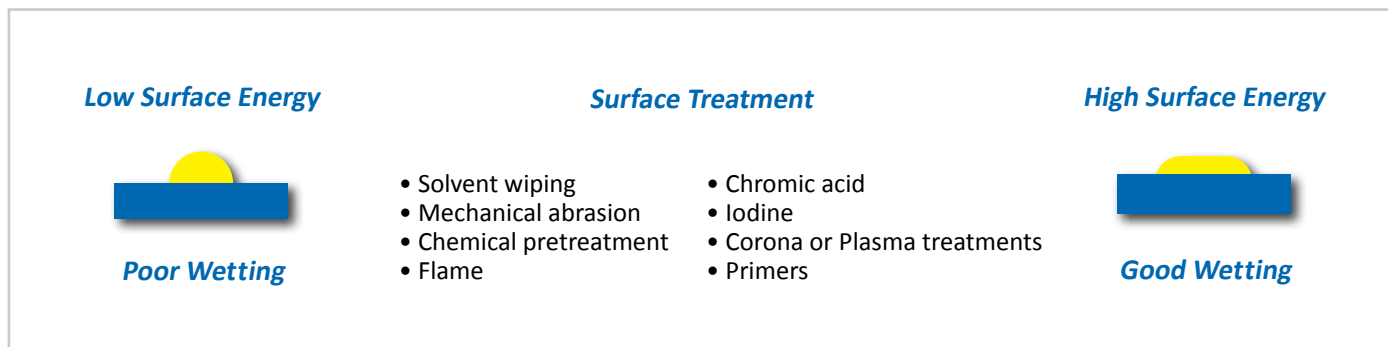 Low Surface Energy
Poor Wetting
Surface Treatment
• Solvent wiping
• Mechanical abrasion
• Chemical pretreatment
• Flame
• Chromic acid
• Iodine
• Corona or Plasma treatments
• Primers
High Surface Energy
Good Wetting